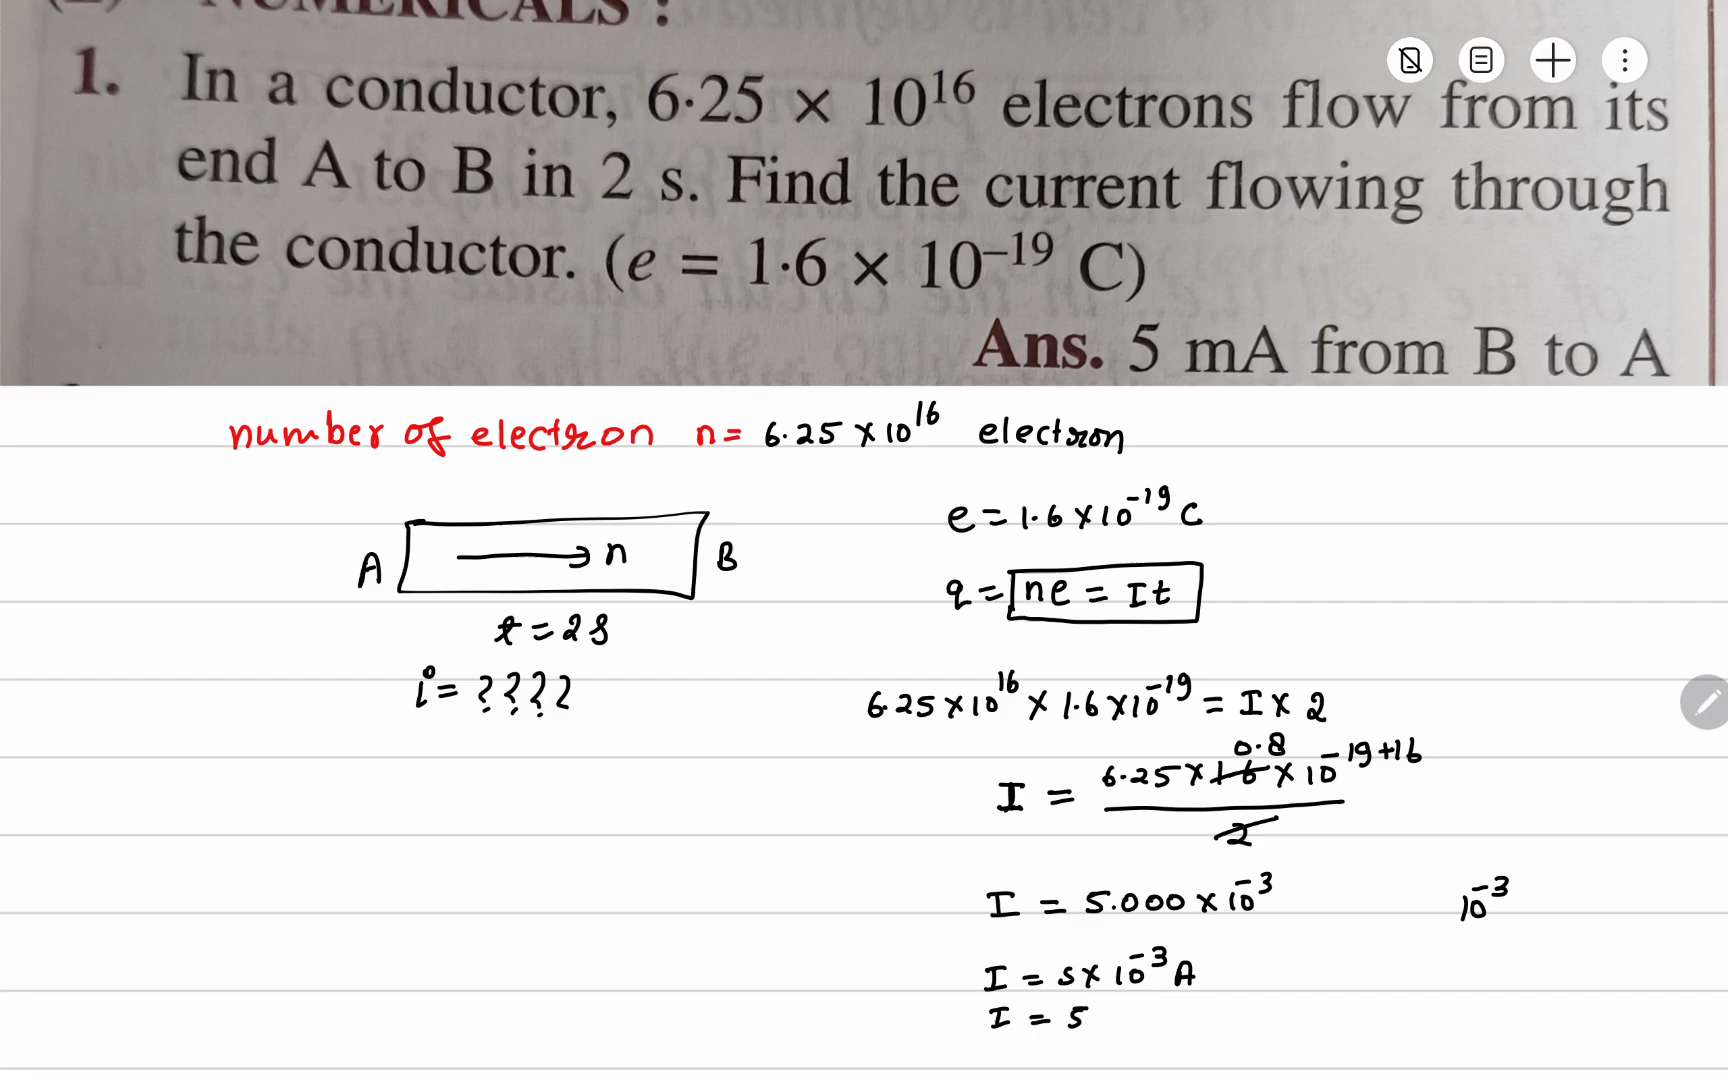 NUMERICALS :
1. In a conductor, 6·25 × 10¹⁶ electrons flow from its
end A to B in 2 s. Find the current flowing through
the conductor. (e = 1·6 × 10⁻¹⁹ C)
Ans. 5 mA from B to A
number of electron n = 6.25 × 10¹⁶ electron
A → n B
t = 2s
i = ????
e = 1.6 × 10⁻¹⁹ C
q = ne = It
6.25 × 10¹⁶ × 1.6 × 10⁻¹⁹ = I × 2
0.8
I = 6.25 × 1.6 × 10⁻¹⁹⁺¹⁶
2
I = 5.000 × 10⁻³ 10⁻³
I = 5 × 10⁻³ A
I = 5